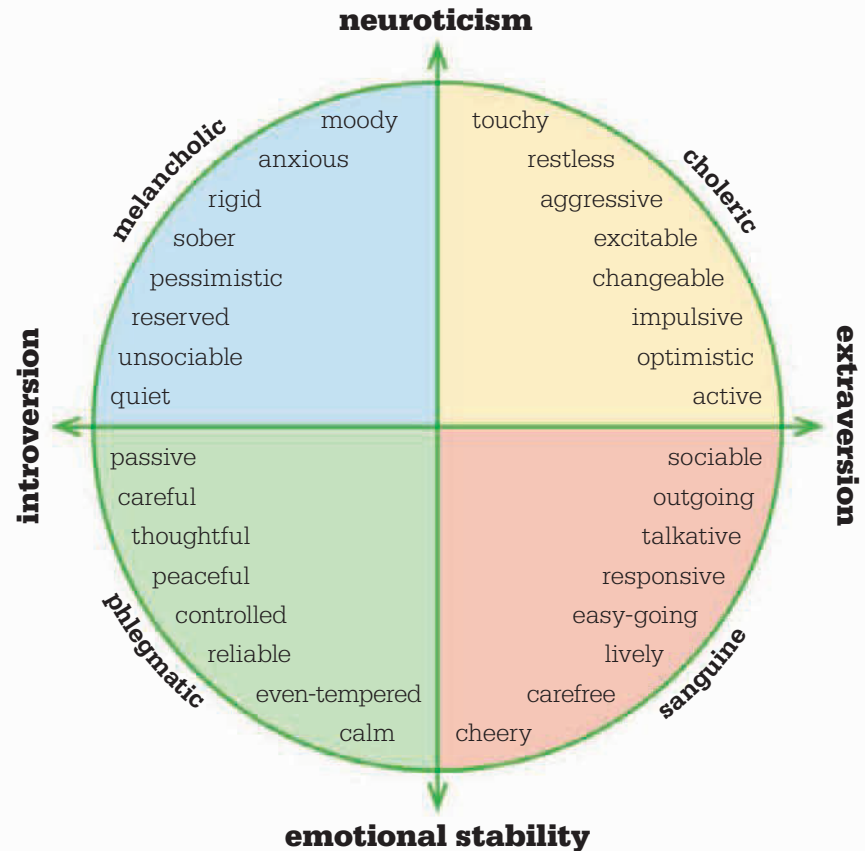 neuroticism
melancholic
choleric
moody
touchy
anxious
restless
rigid
aggressive
sober
excitable
pessimistic
changeable
reserved
impulsive
unsociable
optimistic
quiet
active
introversion
extraversion
passive
sociable
careful
outgoing
thoughtful
talkative
peaceful
responsive
controlled
easy-going
reliable
lively
even-tempered
carefree
calm
cheery
phlegmatic
sanguine
emotional stability